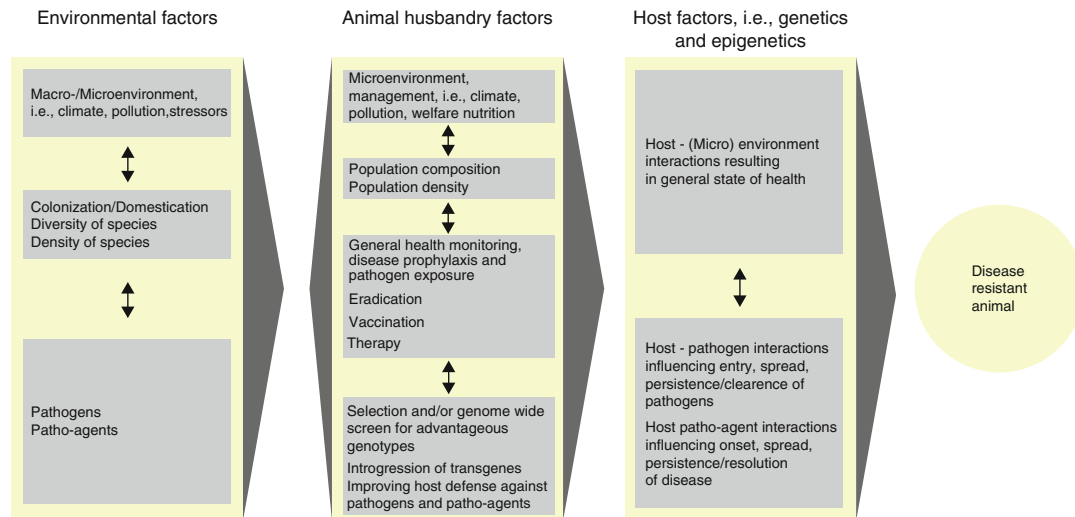 Environmental factors
Macro-/Microenvironment,
i.e., climate, pollution,stressors
Colonization/Domestication
Diversity of species
Density of species
Pathogens
Patho-agents
Animal husbandry factors
Microenvironment,
management, i.e., climate,
pollution, welfare nutrition
Population composition
Population density
General health monitoring,
disease prophylaxis and
pathogen exposure
Eradication
Vaccination
Therapy
Selection and/or genome wide
screen for advantageous
genotypes
Introgression of transgenes
Improving host defense against
pathogens and patho-agents
Host factors, i.e., genetics
and epigenetics
Host - (Micro) environment
interactions resulting
in general state of health
Host - pathogen interactions
influencing entry, spread,
persistence/clearence of
pathogens
Host patho-agent interactions
influencing onset, spread,
persistence/resolution
of disease
Disease
resistant
animal